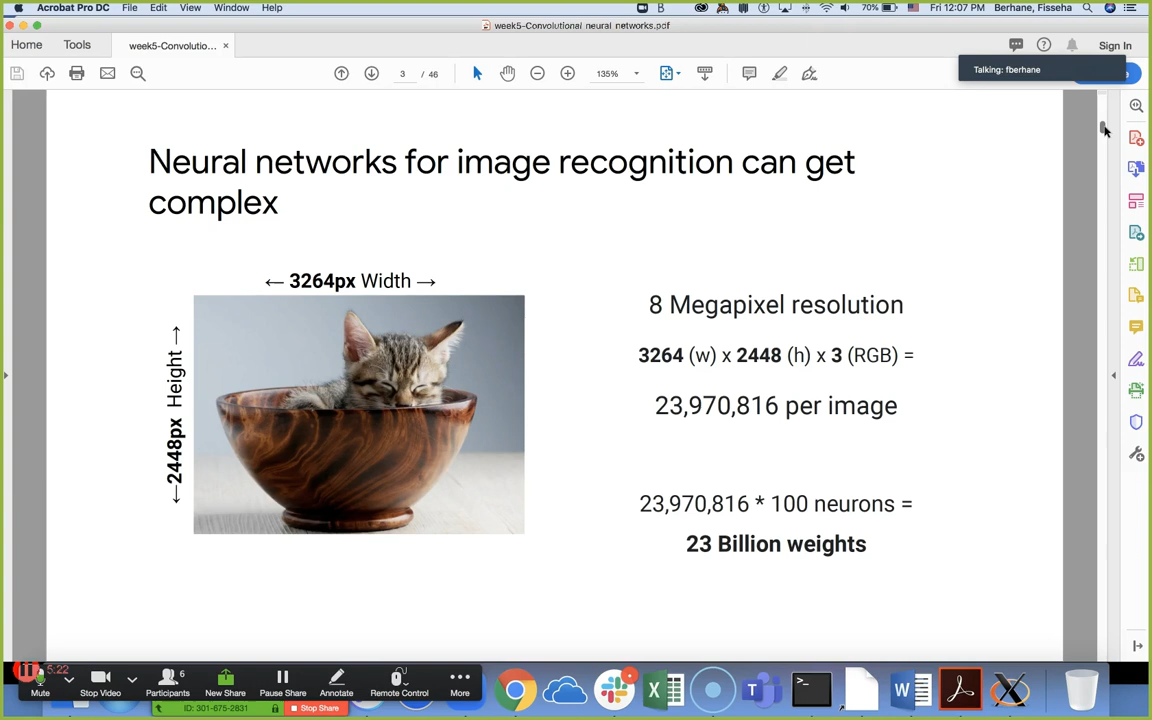 Acrobat Pro DC File Edit View Window Help
70% Fri 12:07 PM Berhane, Fisseha
week5-Convolutional neural networks.pdf
Home Tools week5-Convolutio... × Sign In
3 / 46 135%
Talking: fberhane
Neural networks for image recognition can get
complex
← 3264px Width →
←2448px Height →
8 Megapixel resolution
3264 (w) x 2448 (h) x 3 (RGB) =
23,970,816 per image
23,970,816 * 100 neurons =
23 Billion weights
5:22
6
Mute Stop Video Participants New Share Pause Share Annotate Remote Control More
ID: 301-675-2831 Stop Share